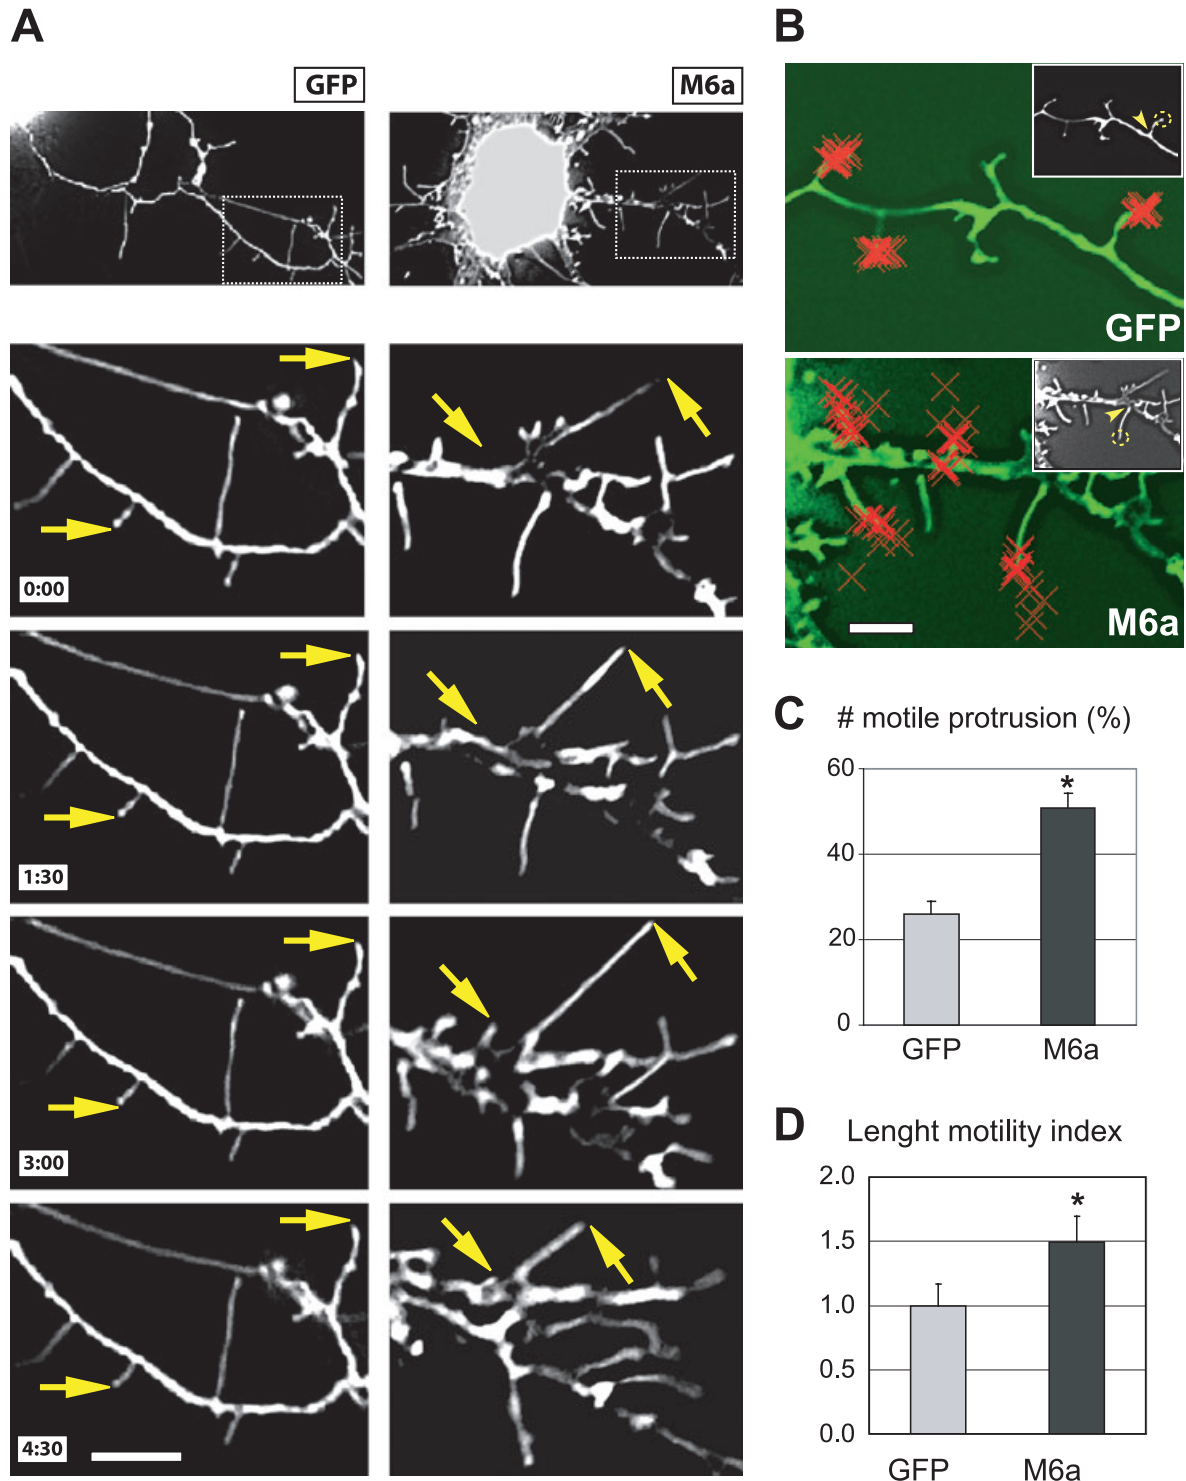 A
GFP
M6a
0:00
1:30
3:00
4:30
B
GFP
M6a
C # motile protrusion (%)
60
*
40
20
0
GFP M6a
D Lenght motility index
2.0
*
1.5
1.0
0.5
0.0
GFP M6a